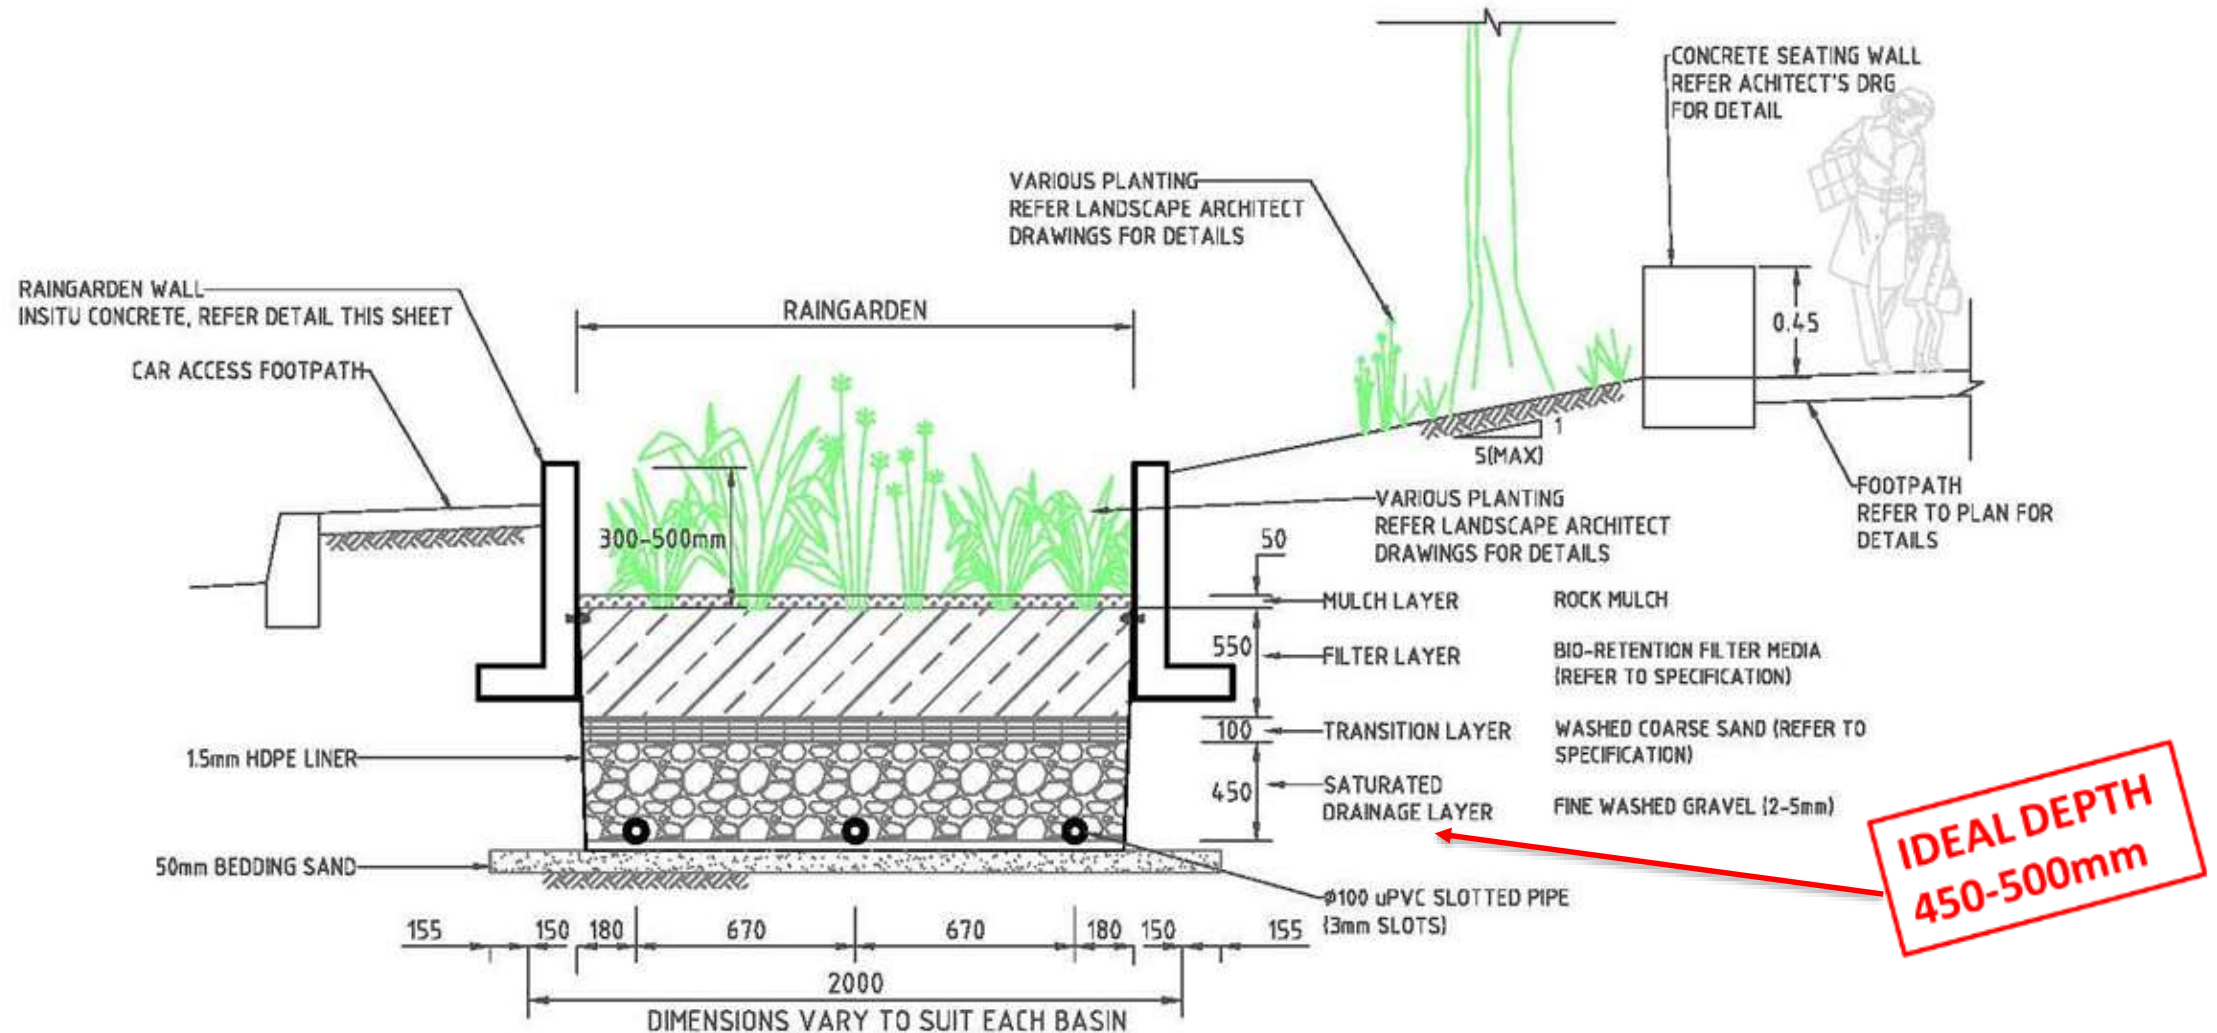 CONCRETE SEATING WALL
REFER ACHITECT'S DRG
FOR DETAIL
VARIOUS PLANTING
REFER LANDSCAPE ARCHITECT
DRAWINGS FOR DETAILS
RAINGARDEN WALL
INSITU CONCRETE, REFER DETAIL THIS SHEET
RAINGARDEN
0.45
CAR ACCESS FOOTPATH
1
5(MAX)
300-500mm
VARIOUS PLANTING
REFER LANDSCAPE ARCHITECT
DRAWINGS FOR DETAILS
FOOTPATH
REFER TO PLAN FOR
DETAILS
50
MULCH LAYER
ROCK MULCH
550
FILTER LAYER
BIO-RETENTION FILTER MEDIA
(REFER TO SPECIFICATION)
100
TRANSITION LAYER
WASHED COARSE SAND (REFER TO
SPECIFICATION)
1.5mm HDPE LINER
450
SATURATED
DRAINAGE LAYER
FINE WASHED GRAVEL (2-5mm)
IDEAL DEPTH
450-500mm
50mm BEDDING SAND
Ø100 uPVC SLOTTED PIPE
(3mm SLOTS)
155 150 180 670 670 180 150 155
2000
DIMENSIONS VARY TO SUIT EACH BASIN